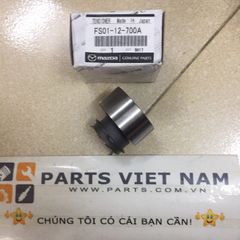 TENSIONER Made in Japan
FS01-12-700A
mazda
GENUINE PARTS
PARTS VIET NAM
WWW.PARTS.COM.VN
CHÚNG TÔI CÓ CÁI BẠN CẦN!